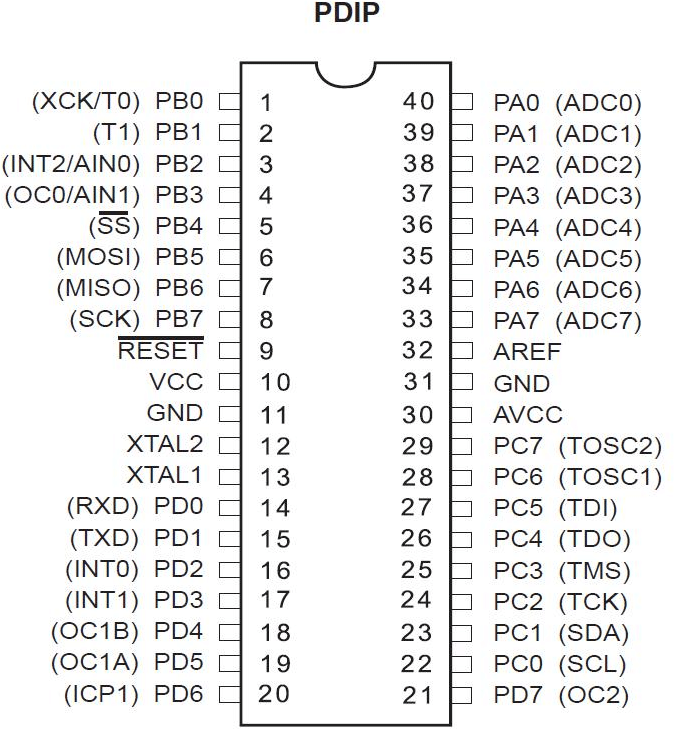 PDIP
(XCK/T0) PB0 1 40 PA0 (ADC0)
(T1) PB1 2 39 PA1 (ADC1)
(INT2/AIN0) PB2 3 38 PA2 (ADC2)
(OC0/AIN1) PB3 4 37 PA3 (ADC3)
(S̅S̅) PB4 5 36 PA4 (ADC4)
(MOSI) PB5 6 35 PA5 (ADC5)
(MISO) PB6 7 34 PA6 (ADC6)
(SCK) PB7 8 33 PA7 (ADC7)
R̅E̅S̅E̅T̅ 9 32 AREF
VCC 10 31 GND
GND 11 30 AVCC
XTAL2 12 29 PC7 (TOSC2)
XTAL1 13 28 PC6 (TOSC1)
(RXD) PD0 14 27 PC5 (TDI)
(TXD) PD1 15 26 PC4 (TDO)
(INT0) PD2 16 25 PC3 (TMS)
(INT1) PD3 17 24 PC2 (TCK)
(OC1B) PD4 18 23 PC1 (SDA)
(OC1A) PD5 19 22 PC0 (SCL)
(ICP1) PD6 20 21 PD7 (OC2)